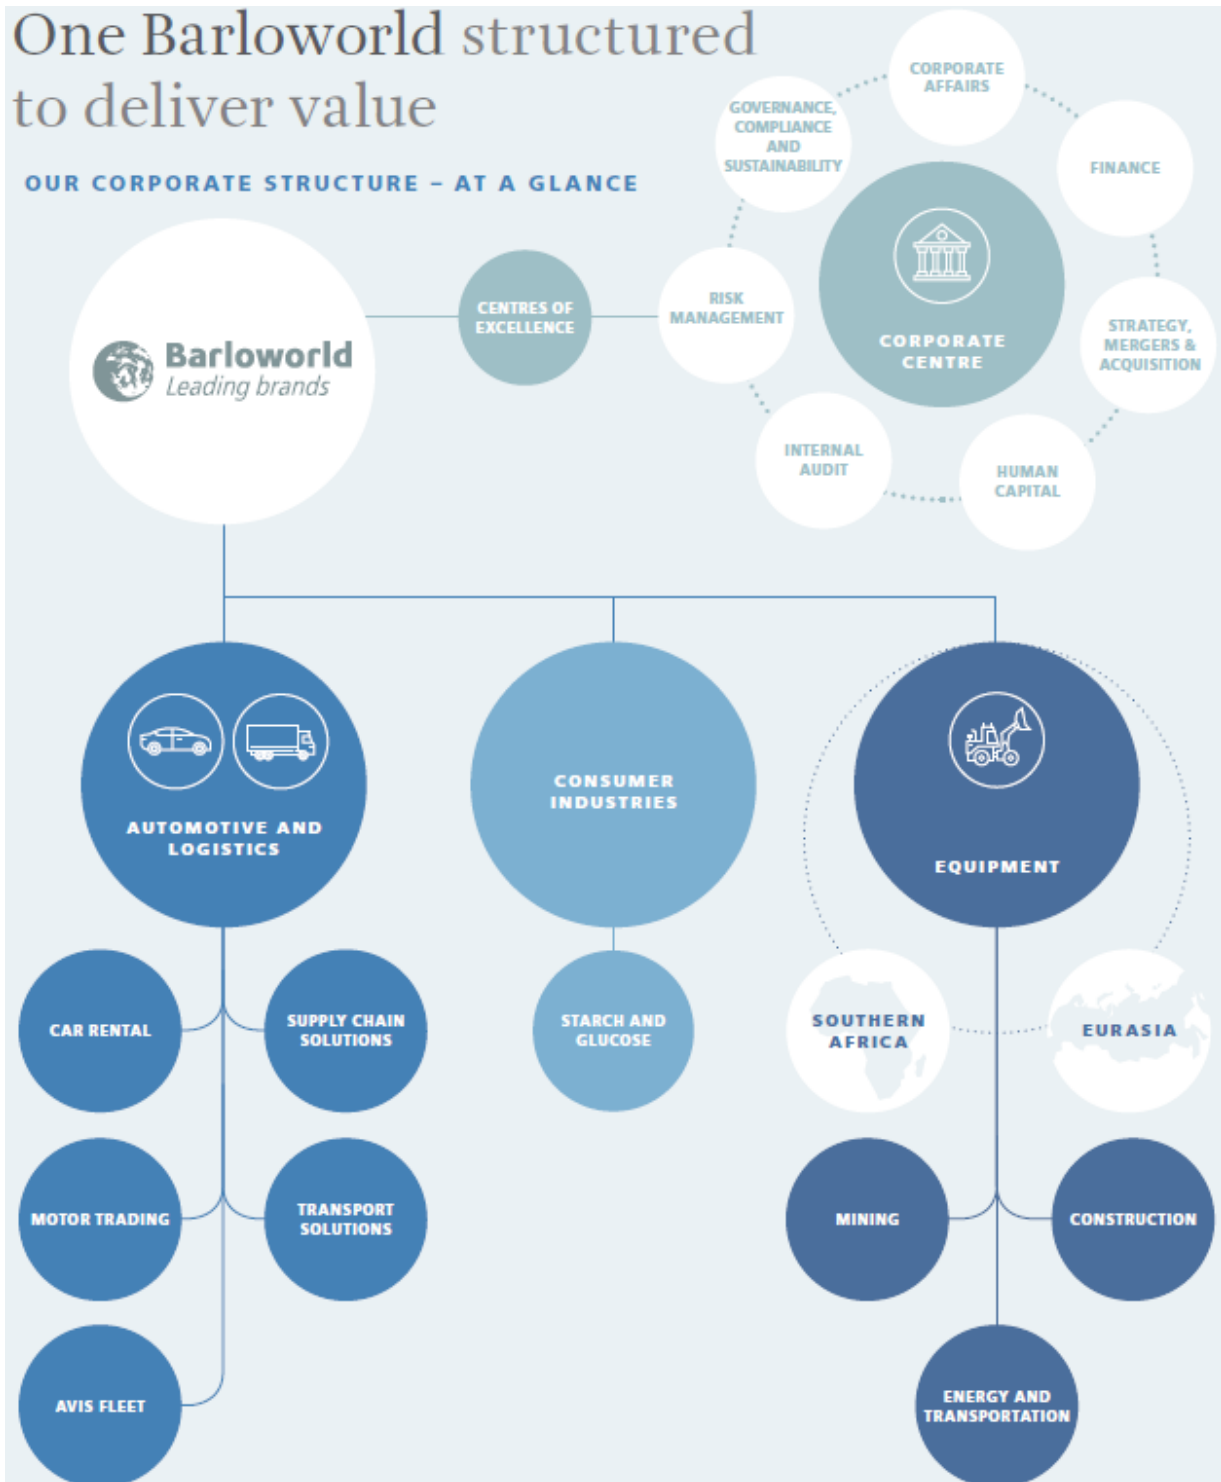 One Barloworld structured
to deliver value
OUR CORPORATE STRUCTURE – AT A GLANCE
Barloworld
Leading brands
CENTRES OF
EXCELLENCE
CORPORATE
AFFAIRS
GOVERNANCE,
COMPLIANCE
AND
SUSTAINABILITY
FINANCE
RISK
MANAGEMENT
CORPORATE
CENTRE
STRATEGY,
MERGERS &
ACQUISITION
INTERNAL
AUDIT
HUMAN
CAPITAL
AUTOMOTIVE AND
LOGISTICS
CONSUMER
INDUSTRIES
EQUIPMENT
CAR RENTAL
SUPPLY CHAIN
SOLUTIONS
STARCH AND
GLUCOSE
SOUTHERN
AFRICA
EURASIA
MOTOR TRADING
TRANSPORT
SOLUTIONS
MINING
CONSTRUCTION
AVIS FLEET
ENERGY AND
TRANSPORTATION